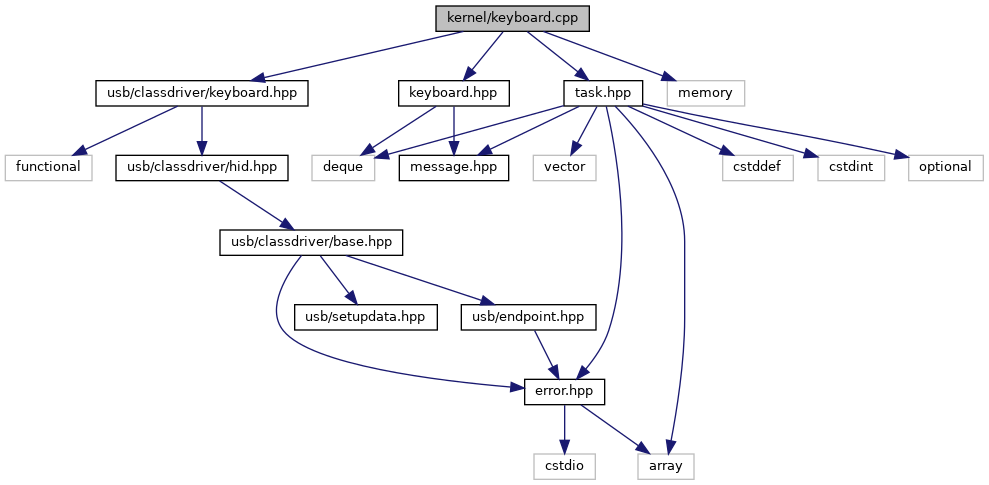 kernel/keyboard.cpp
usb/classdriver/keyboard.hpp
keyboard.hpp
task.hpp
memory
functional
usb/classdriver/hid.hpp
deque
message.hpp
vector
cstddef
cstdint
optional
usb/classdriver/base.hpp
usb/setupdata.hpp
usb/endpoint.hpp
error.hpp
cstdio
array